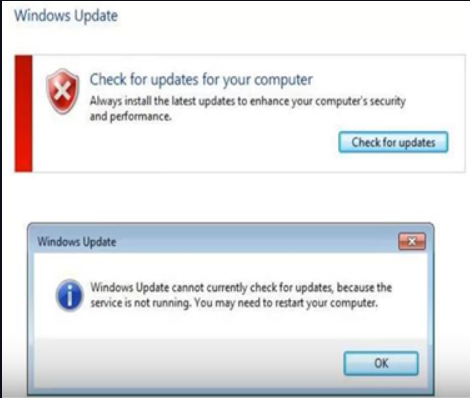 Windows Update
Check for updates for your computer
Always install the latest updates to enhance your computer's security
and performance.
Check for updates
Windows Update
Windows Update cannot currently check for updates, because the
service is not running. You may need to restart your computer.
OK